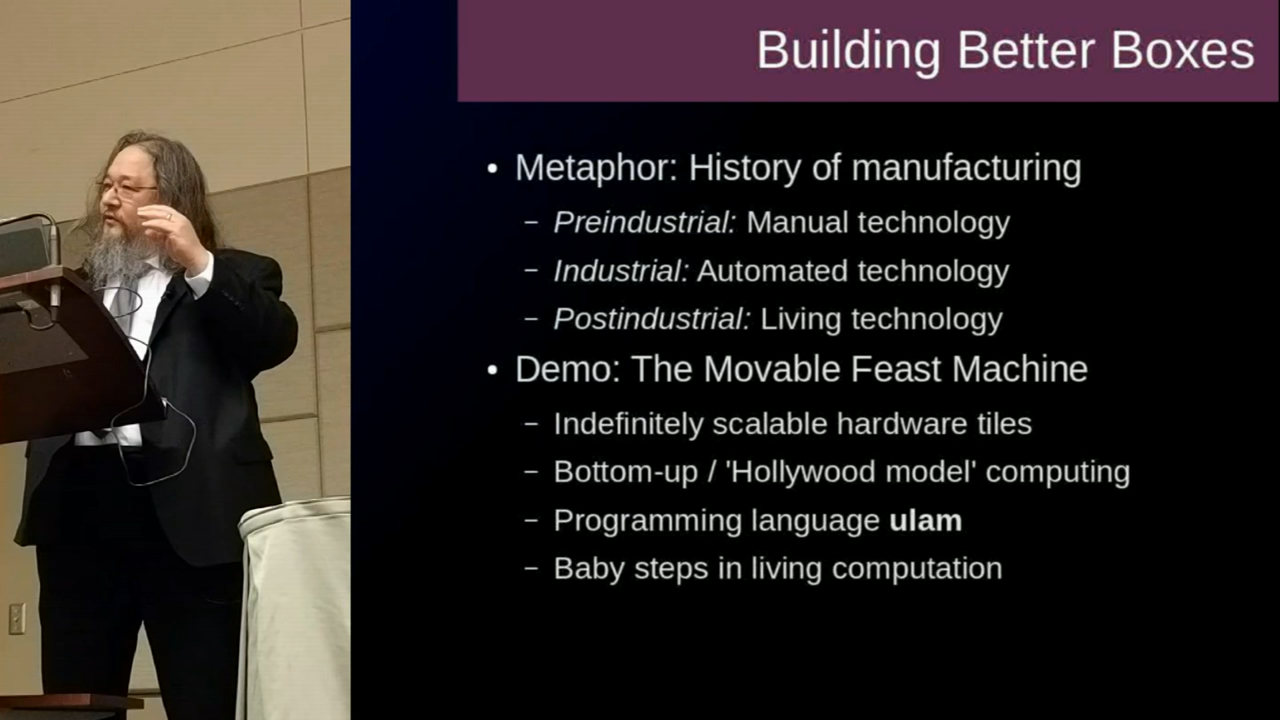 Building Better Boxes
• Metaphor: History of manufacturing
– Preindustrial: Manual technology
– Industrial: Automated technology
– Postindustrial: Living technology
• Demo: The Movable Feast Machine
– Indefinitely scalable hardware tiles
– Bottom-up / 'Hollywood model' computing
– Programming language ulam
– Baby steps in living computation